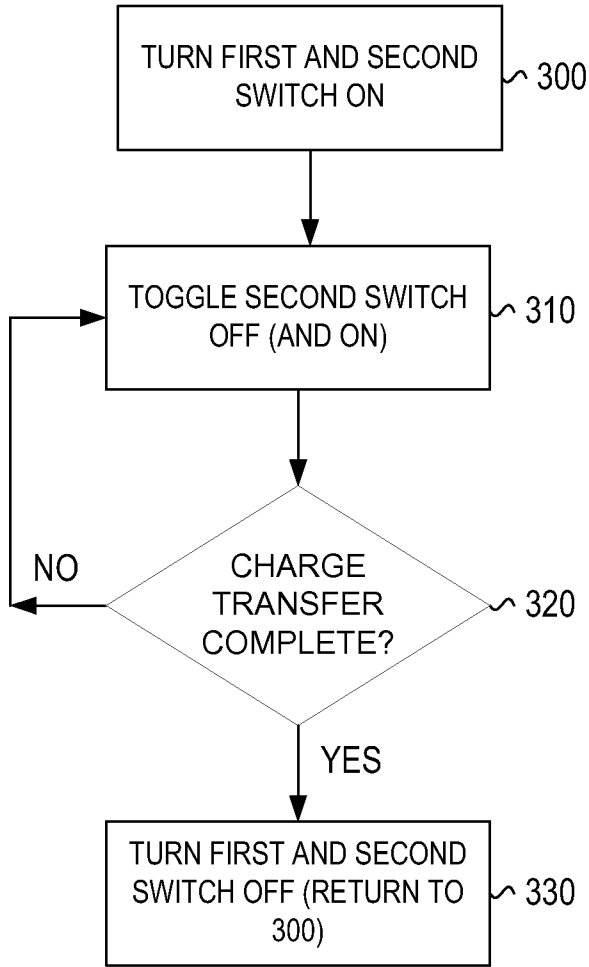 TURN FIRST AND SECOND
SWITCH ON
300
TOGGLE SECOND SWITCH
OFF (AND ON)
310
CHARGE
TRANSFER
COMPLETE?
320
NO
YES
TURN FIRST AND SECOND
SWITCH OFF (RETURN TO
300)
330